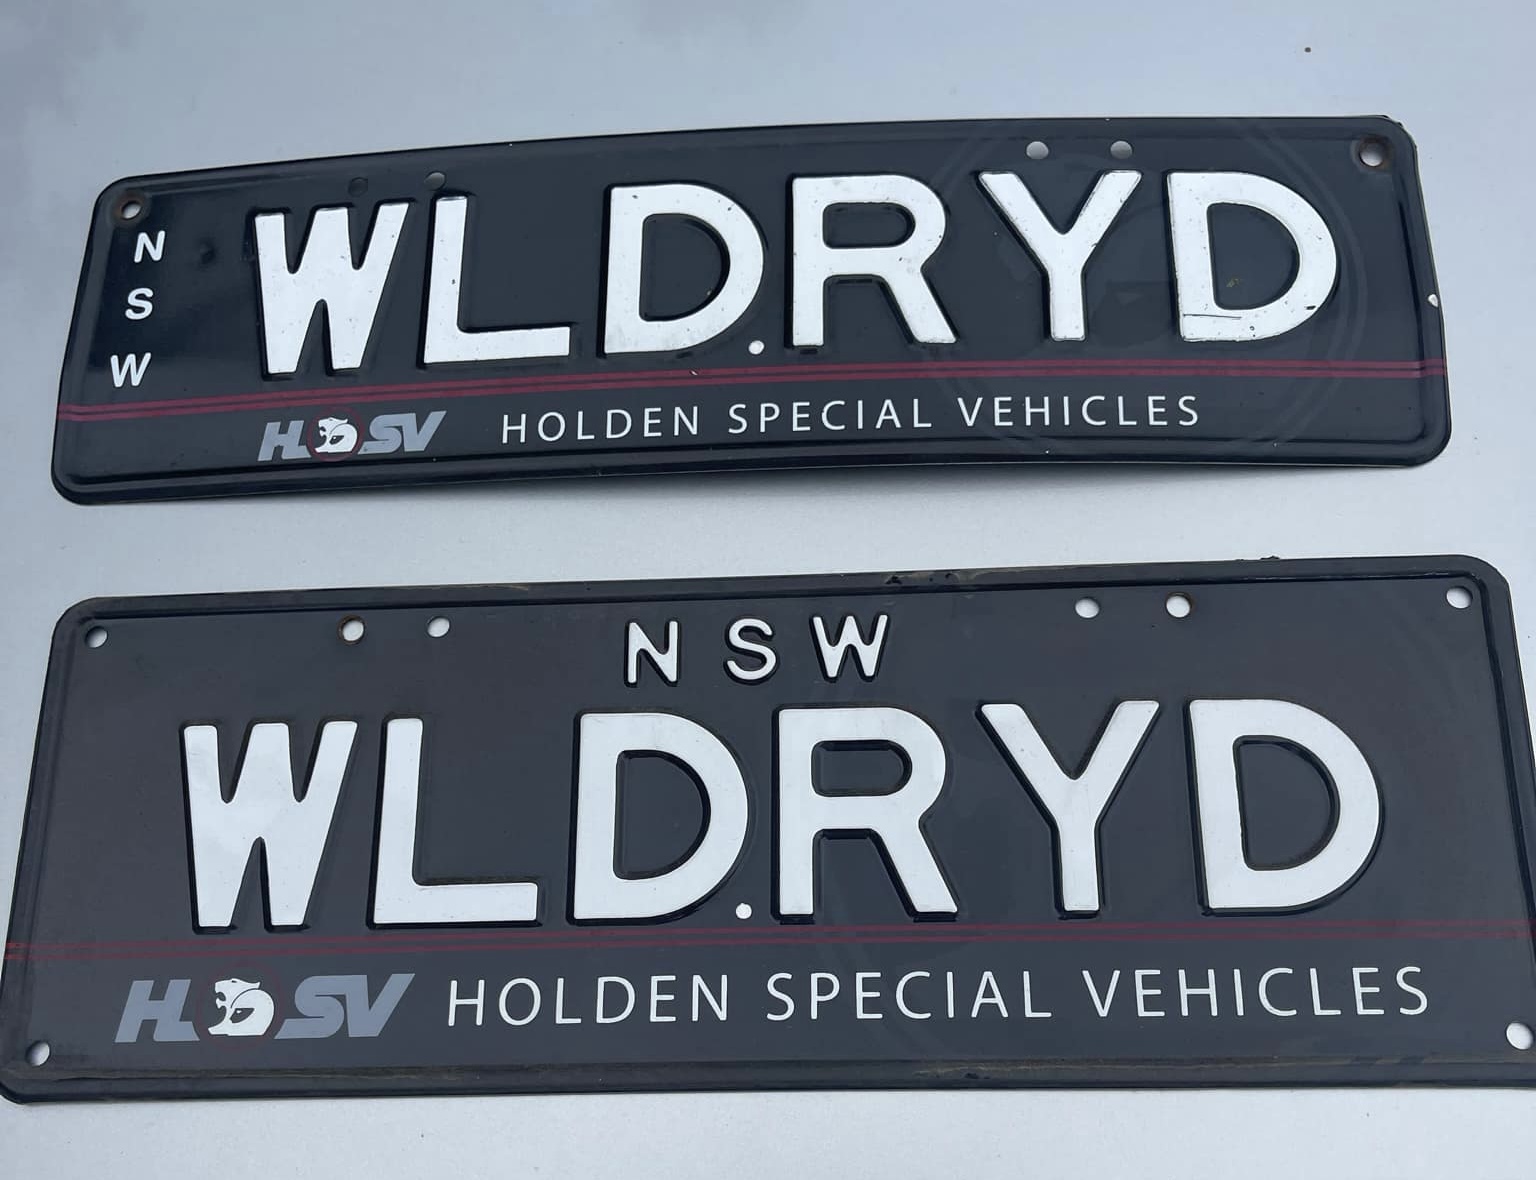 NSW
WLD.RYD
HSV HOLDEN SPECIAL VEHICLES
NSW
WLD.RYD
HSV HOLDEN SPECIAL VEHICLES